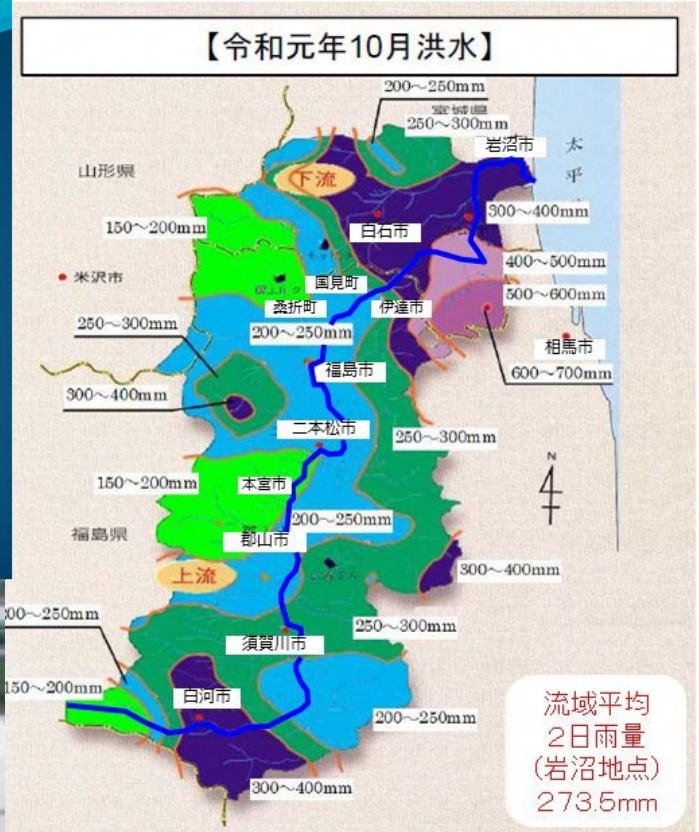 【令和元年10月洪水】
200～250mm
宮城県
250～300mm
岩沼市
太
平
山形県
下流
白石市
300～400mm
150～200mm
400～500mm
米沢市
国見町
500～600mm
桑折町
伊達市
250～300mm
200～250mm
相馬市
福島市
600～700mm
300～400mm
二本松市
250～300mm
N
150～200mm
本宮市
200～250mm
福島県
郡山市
上流
300～400mm
200～250mm
須賀川市
250～300mm
150～200mm
白河市
200～250mm
流域平均
2日雨量
(岩沼地点)
273.5mm
300～400mm